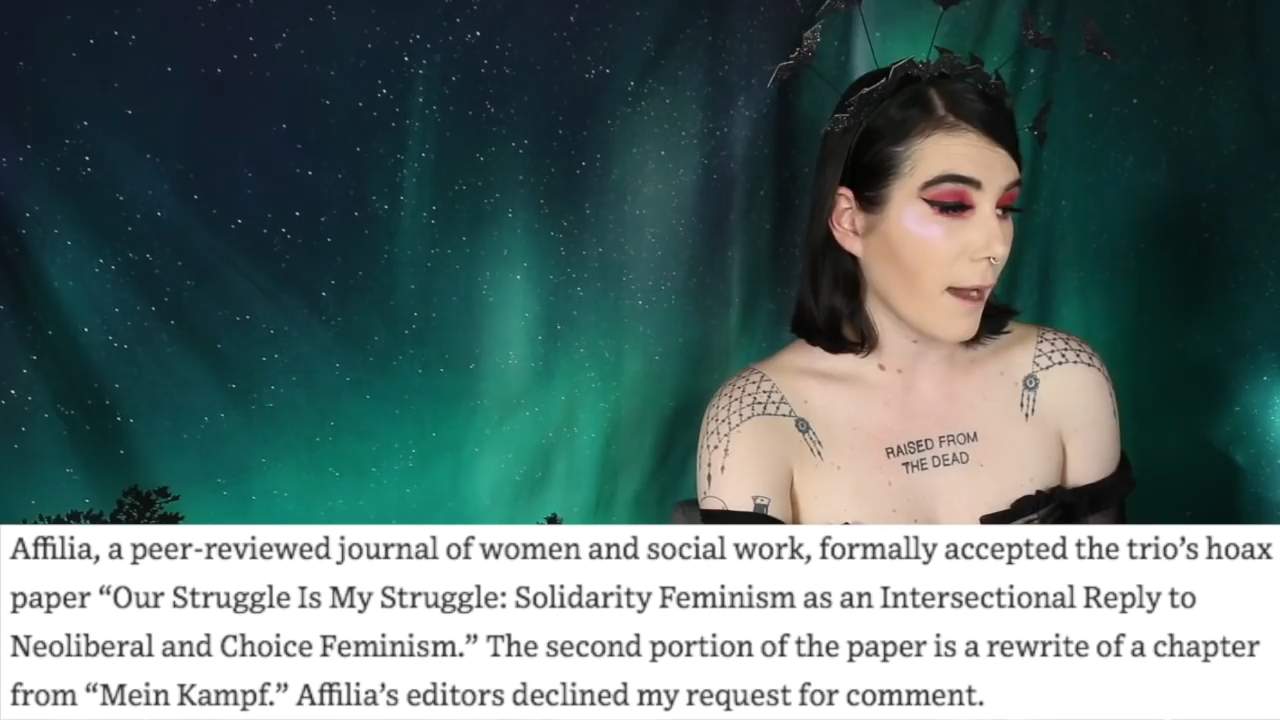 RAISED FROM
THE DEAD
Affilia, a peer-reviewed journal of women and social work, formally accepted the trio’s hoax
paper “Our Struggle Is My Struggle: Solidarity Feminism as an Intersectional Reply to
Neoliberal and Choice Feminism.” The second portion of the paper is a rewrite of a chapter
from “Mein Kampf.” Affilia’s editors declined my request for comment.